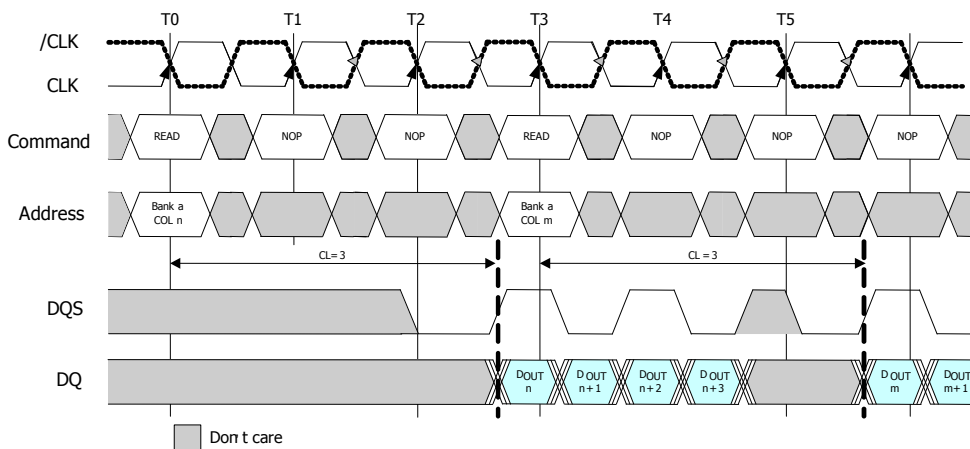 T0 T1 T2 T3 T4 T5
/CLK
CLK
Command READ NOP NOP READ NOP NOP NOP
Address Bank a COL n Bank a COL m
CL = 3 CL = 3
DQS
DQ DOUT n DOUT n+1 DOUT n+2 DOUT n+3 DOUT m DOUT m+1
Don't care